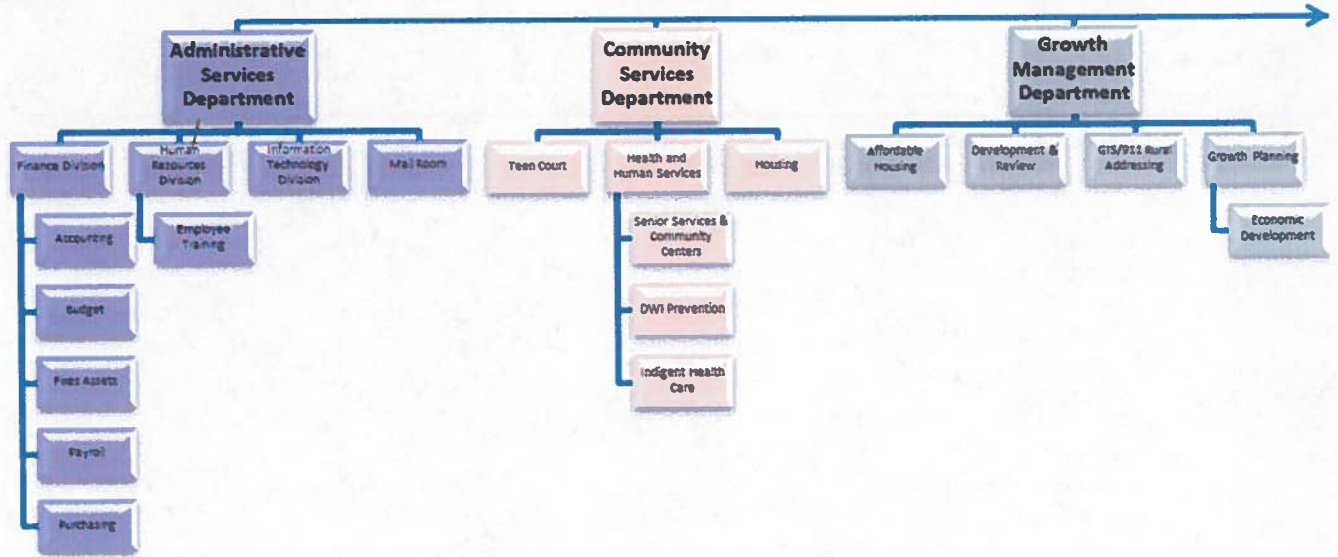 Administrative
Services
Department
Community
Services
Department
Growth
Management
Department
Finance Division
Human
Resources
Division
Information
Technology
Division
Mail Room
Teen Court
Health and
Human Services
Housing
Affordable
Housing
Development &
Review
GIS/911 Rural
Addressing
Growth Planning
Accounting
Employee
Training
Senior Services &
Community
Centers
Economic
Development
Budget
DWI Prevention
Assets
Indigent Health
Care
Payroll
Purchasing